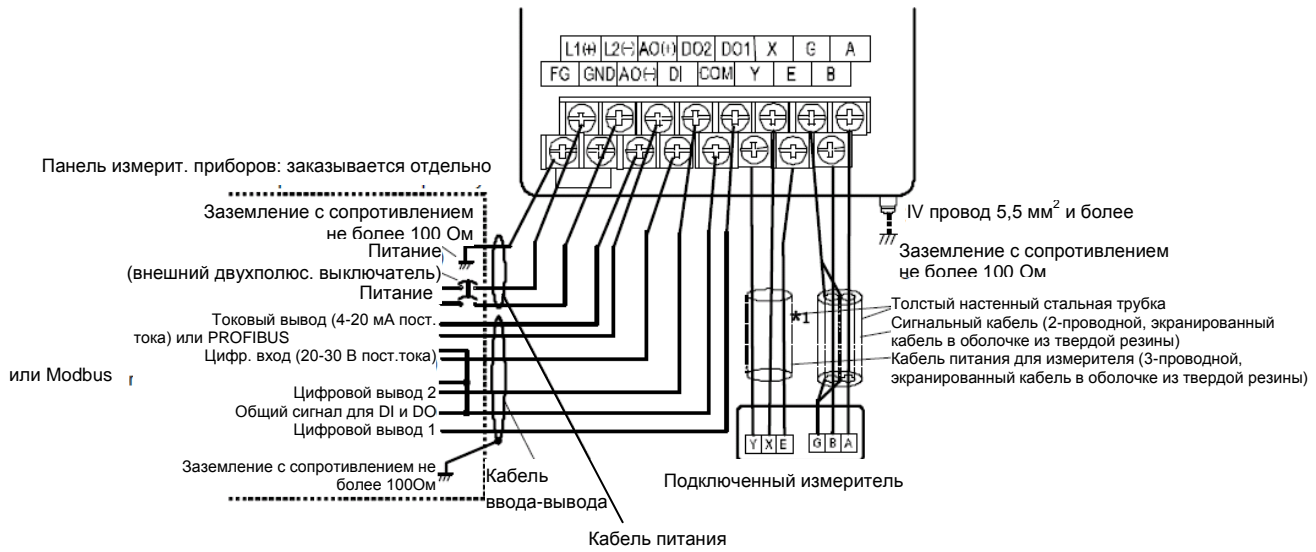 L1(+) L2(-) AO(+) DO2 DO1 X G A
FG GND AO(-) DI COM Y E B
Панель измерит. приборов: заказывается отдельно
Заземление с сопротивлением
не более 100 Ом
Питание
(внешний двухполюс. выключатель)
Питание
Токовый вывод (4-20 мА пост.
тока) или PROFIBUS
Цифр. вход (20-30 В пост.тока)
или Modbus
Цифровой вывод 2
Общий сигнал для DI и DO
Цифровой вывод 1
Заземление с сопротивлением не
более 100Ом
Кабель
ввода-вывода
Кабель питания
IV провод 5,5 мм² и более
Заземление с сопротивлением
не более 100 Ом
*1
Толстый настенный стальная трубка
Сигнальный кабель (2-проводной, экранированный
кабель в оболочке из твердой резины)
Кабель питания для измерителя (3-проводной,
экранированный кабель в оболочке из твердой резины)
Y X E G B A
Подключенный измеритель